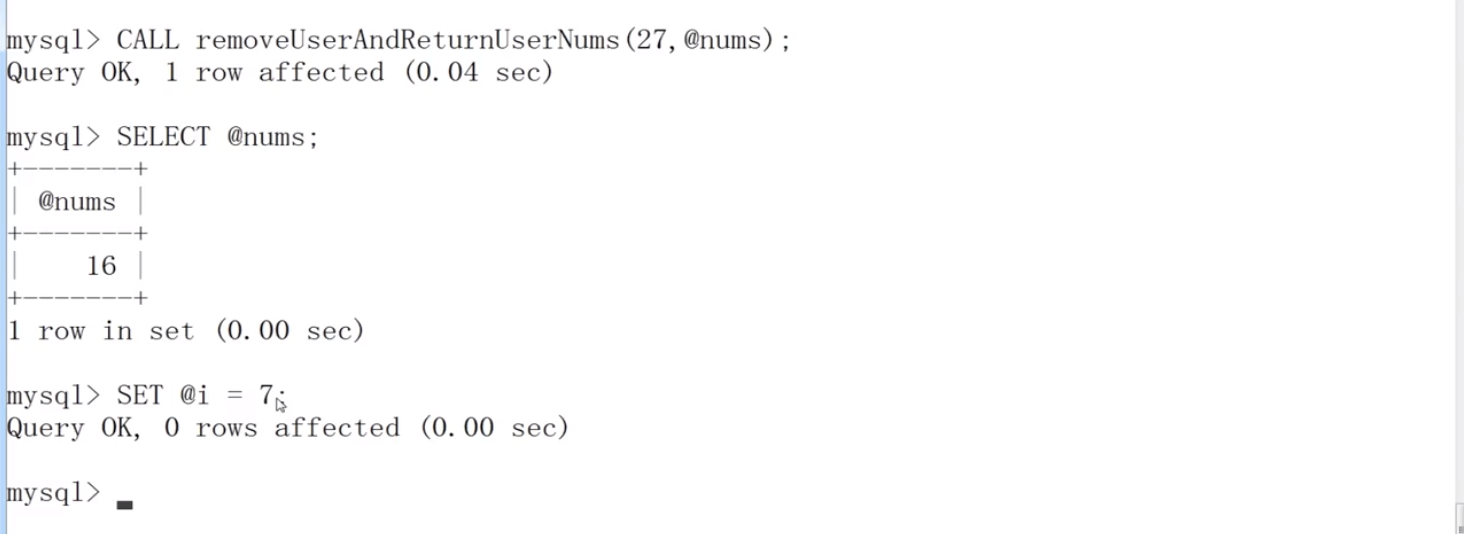 mysql> CALL removeUserAndReturnUserNums(27,@nums);
Query OK, 1 row affected (0.04 sec)
mysql> SELECT @nums;
+-------+
| @nums |
+-------+
|    16 |
+-------+
1 row in set (0.00 sec)
mysql> SET @i = 7;
Query OK, 0 rows affected (0.00 sec)
mysql>